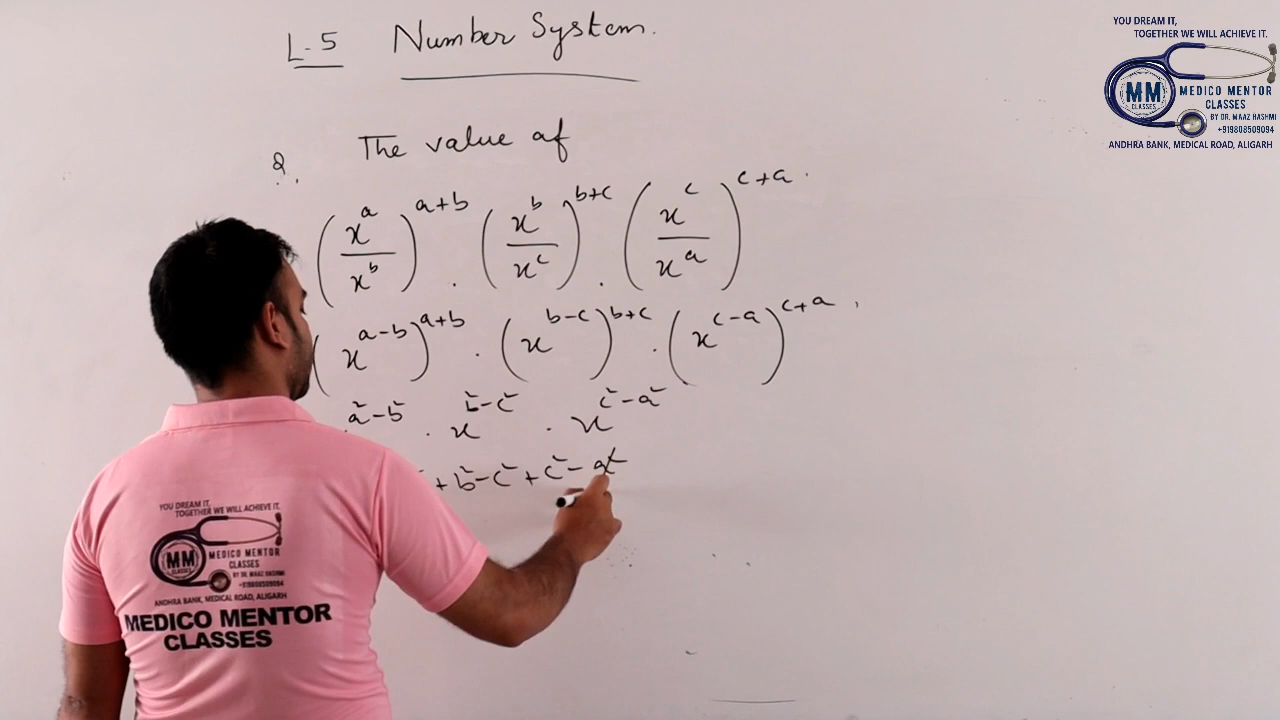 L-5 Number System.
Q. The value of
(x^a/x^b)^a+b . (x^b/x^c)^b+c . (x^c/x^a)^c+a .
(x^a-b)^a+b . (x^b-c)^b+c . (x^c-a)^c+a ,
a²-b² . x^b²-c² . x^c²-a²
+b²-c²+c²-a²
YOU DREAM IT,
TOGETHER WE WILL ACHIEVE IT.
MM
CLASSES
MEDICO MENTOR
CLASSES
BY DR. MAAZ HASHMI
+919808509094
ANDHRA BANK, MEDICAL ROAD, ALIGARH
YOU DREAM IT,
TOGETHER WE WILL ACHIEVE IT.
MM
CLASSES
MEDICO MENTOR
CLASSES
BY DR. MAAZ HASHMI
+919808509094
ANDHRA BANK, MEDICAL ROAD, ALIGARH
MEDICO MENTOR
CLASSES